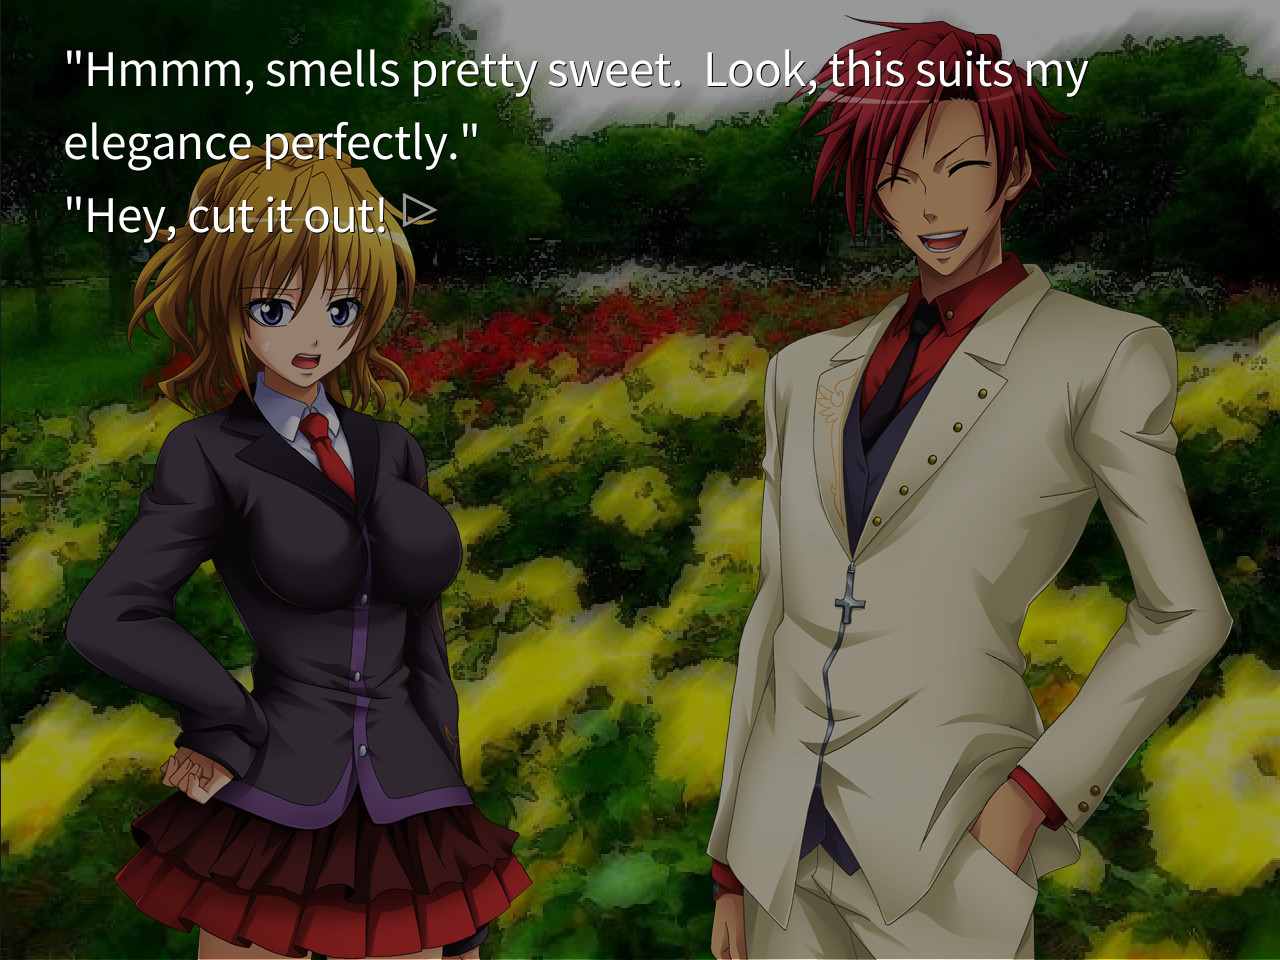 "Hmmm, smells pretty sweet.  Look, this suits my
elegance perfectly."
"Hey, cut it out!